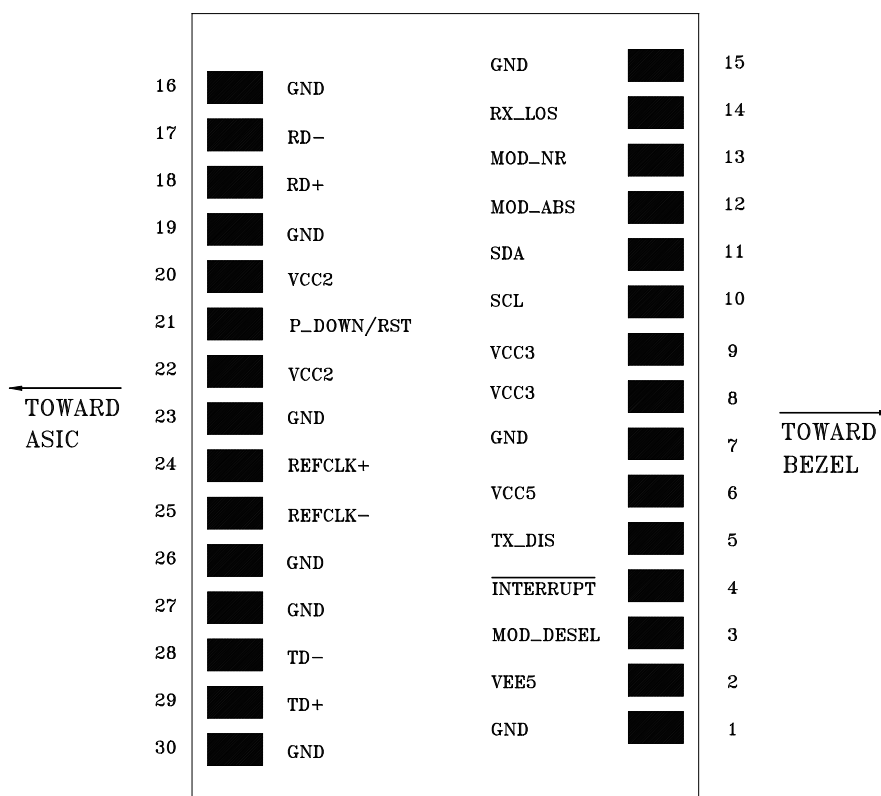 GND 15
16 GND
RX_LOS 14
17 RD-
MOD_NR 13
18 RD+
MOD_ABS 12
19 GND
SDA 11
20 VCC2
SCL 10
21 P_DOWN/RST
VCC3 9
22 VCC2
VCC3 8
TOWARD
ASIC
23 GND
GND 7
TOWARD
BEZEL
24 REFCLK+
VCC5 6
25 REFCLK-
TX_DIS 5
26 GND
INTERRUPT 4
27 GND
MOD_DESEL 3
28 TD-
VEE5 2
29 TD+
GND 1
30 GND